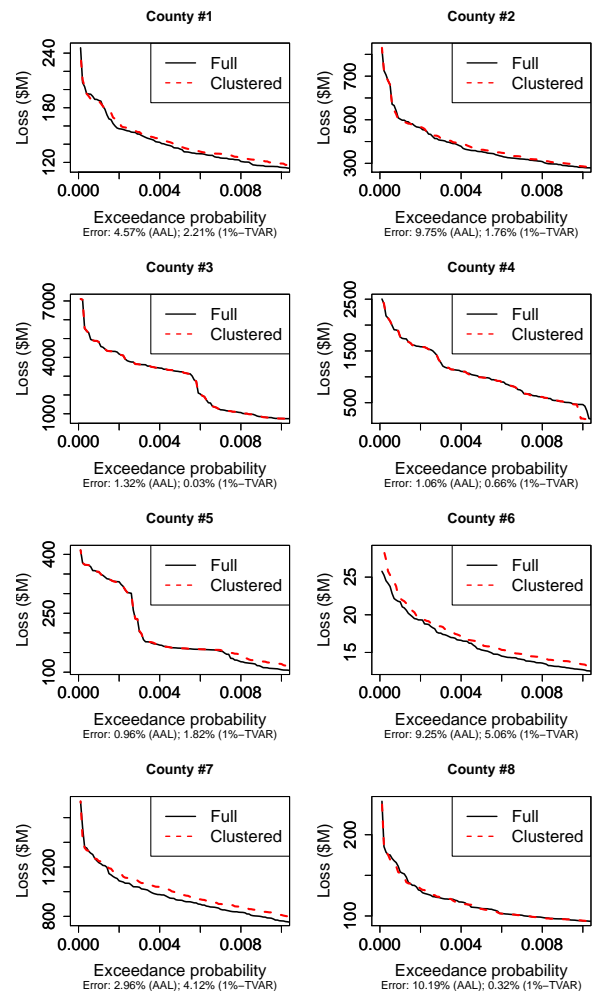 County #1
Loss ($M)
240
180
120
Full
Clustered
0.000 0.004 0.008
Exceedance probability
Error: 4.57% (AAL); 2.21% (1%−TVAR)
County #2
Loss ($M)
700
500
300
Full
Clustered
0.000 0.004 0.008
Exceedance probability
Error: 9.75% (AAL); 1.76% (1%−TVAR)
County #3
Loss ($M)
7000
4000
1000
Full
Clustered
0.000 0.004 0.008
Exceedance probability
Error: 1.32% (AAL); 0.03% (1%−TVAR)
County #4
Loss ($M)
2500
1500
500
Full
Clustered
0.000 0.004 0.008
Exceedance probability
Error: 1.06% (AAL); 0.66% (1%−TVAR)
County #5
Loss ($M)
400
250
100
Full
Clustered
0.000 0.004 0.008
Exceedance probability
Error: 0.96% (AAL); 1.82% (1%−TVAR)
County #6
Loss ($M)
25
20
15
Full
Clustered
0.000 0.004 0.008
Exceedance probability
Error: 9.25% (AAL); 5.06% (1%−TVAR)
County #7
Loss ($M)
1200
800
Full
Clustered
0.000 0.004 0.008
Exceedance probability
Error: 2.96% (AAL); 4.12% (1%−TVAR)
County #8
Loss ($M)
200
100
Full
Clustered
0.000 0.004 0.008
Exceedance probability
Error: 10.19% (AAL); 0.32% (1%−TVAR)